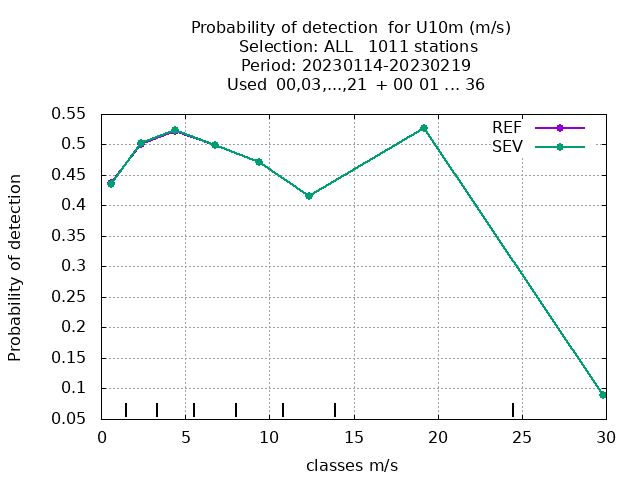 Probability of detection  for U10m (m/s)
Selection: ALL   1011 stations
Period: 20230114-20230219
Used  00,03,...,21  + 00 01 ... 36
REF
SEV
Probability of detection
0.55
0.5
0.45
0.4
0.35
0.3
0.25
0.2
0.15
0.1
0.05
0 5 10 15 20 25 30
classes m/s